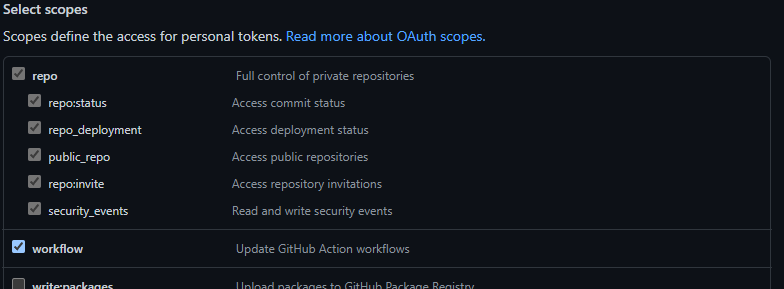 Select scopes
Scopes define the access for personal tokens. Read more about OAuth scopes.
repo Full control of private repositories
repo:status Access commit status
repo_deployment Access deployment status
public_repo Access public repositories
repo:invite Access repository invitations
security_events Read and write security events
workflow Update GitHub Action workflows
write:packages Upload packages to GitHub Package Registry